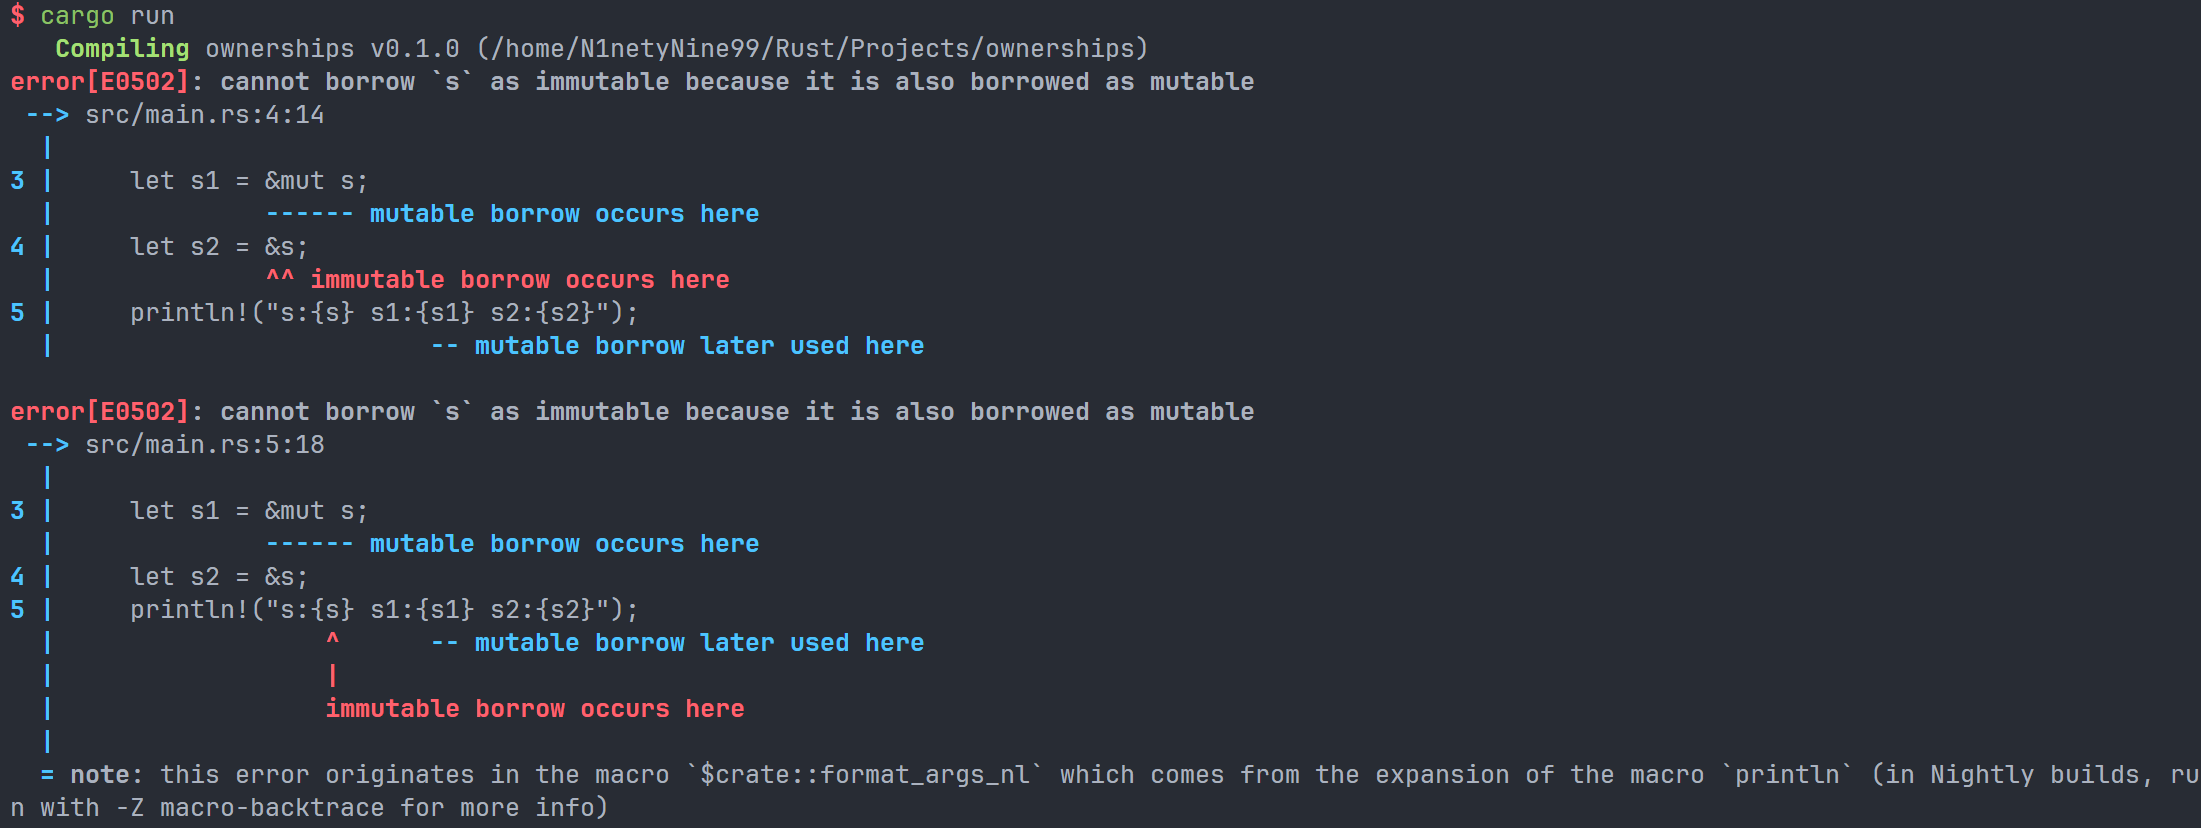 $ cargo run
   Compiling ownerships v0.1.0 (/home/N1netyNine99/Rust/Projects/ownerships)
error[E0502]: cannot borrow `s` as immutable because it is also borrowed as mutable
 --> src/main.rs:4:14
  |
3 |     let s1 = &mut s;
  |              ------ mutable borrow occurs here
4 |     let s2 = &s;
  |              ^^ immutable borrow occurs here
5 |     println!("s:{s} s1:{s1} s2:{s2}");
  |                         -- mutable borrow later used here

error[E0502]: cannot borrow `s` as immutable because it is also borrowed as mutable
 --> src/main.rs:5:18
  |
3 |     let s1 = &mut s;
  |              ------ mutable borrow occurs here
4 |     let s2 = &s;
5 |     println!("s:{s} s1:{s1} s2:{s2}");
  |                  ^      -- mutable borrow later used here
  |                  |
  |                  immutable borrow occurs here
  |
  = note: this error originates in the macro `$crate::format_args_nl` which comes from the expansion of the macro `println` (in Nightly builds, ru
n with -Z macro-backtrace for more info)